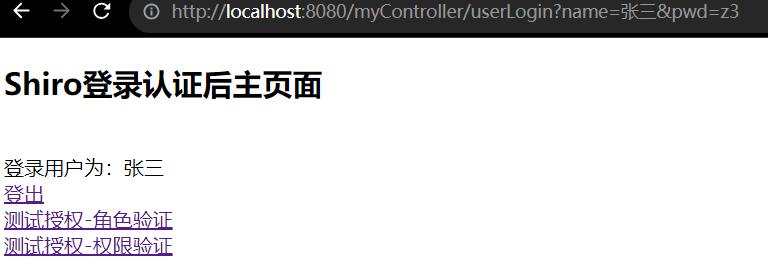 http://localhost:8080/myController/userLogin?name=张三&pwd=z3
Shiro登录认证后主页面
登录用户为：张三
登出
测试授权-角色验证
测试授权-权限验证